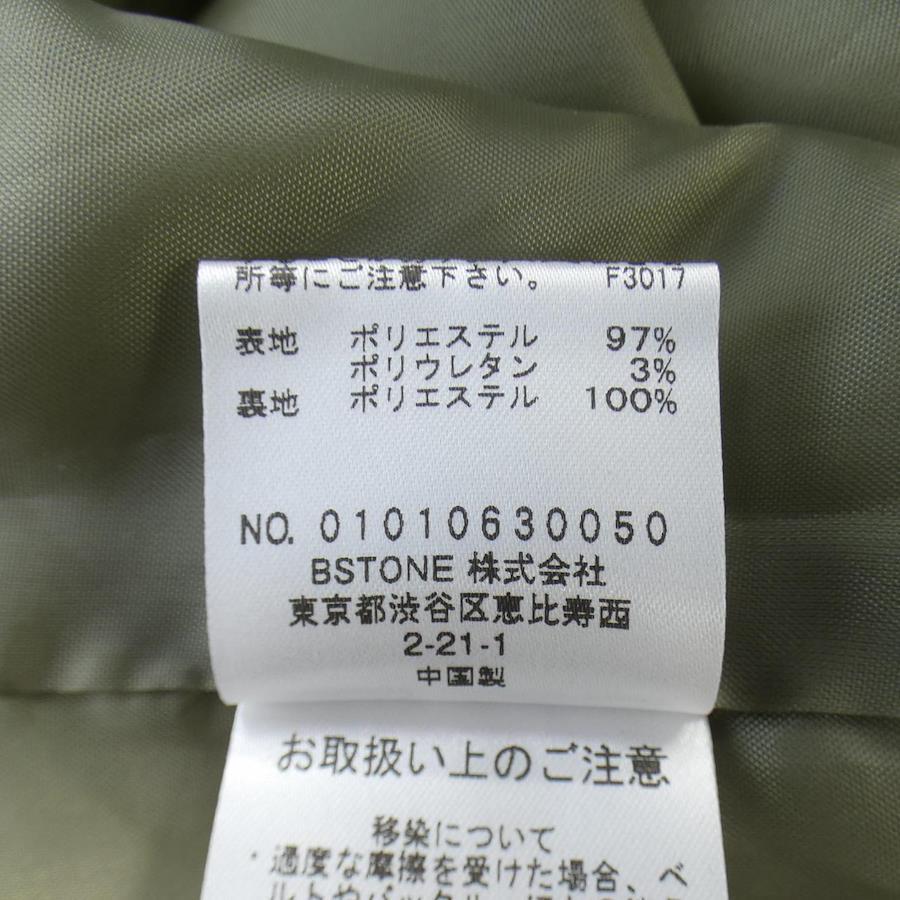 所等にご注意下さい。 F3017
表地 ポリエステル 97%
ポリウレタン 3%
裏地 ポリエステル 100%
NO. 01010630050
BSTONE 株式会社
東京都渋谷区恵比寿西
2-21-1
中国製
お取扱い上のご注意
移染について
・過度な摩擦を受けた場合、ベ